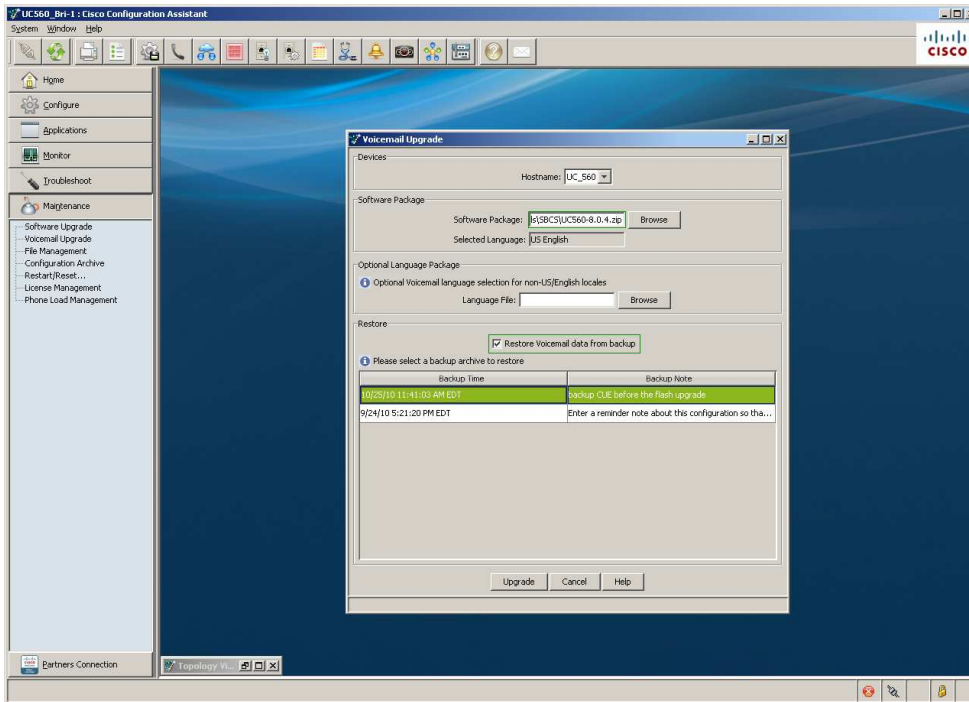 UC560_Bri-1 : Cisco Configuration Assistant
System Window Help
CISCO
Home
Configure
Applications
Monitor
Troubleshoot
Maintenance
Software Upgrade
Voicemail Upgrade
File Management
Configuration Archive
Restart/Reset...
License Management
Phone Load Management
Voicemail Upgrade
Devices
Hostname: UC_560
Software Package
Software Package: ls\SBCS\UC560-8.0.4.zip Browse
Selected Language: US English
Optional Language Package
Optional Voicemail language selection for non-US/English locales
Language File: Browse
Restore
Restore Voicemail data from backup
Please select a backup archive to restore
Backup Time Backup Note
10/25/10 11:41:03 AM EDT backup CUE before the flash upgrade
9/24/10 5:21:20 PM EDT Enter a reminder note about this configuration so tha...
Upgrade Cancel Help
Partners Connection
Topology Vi...